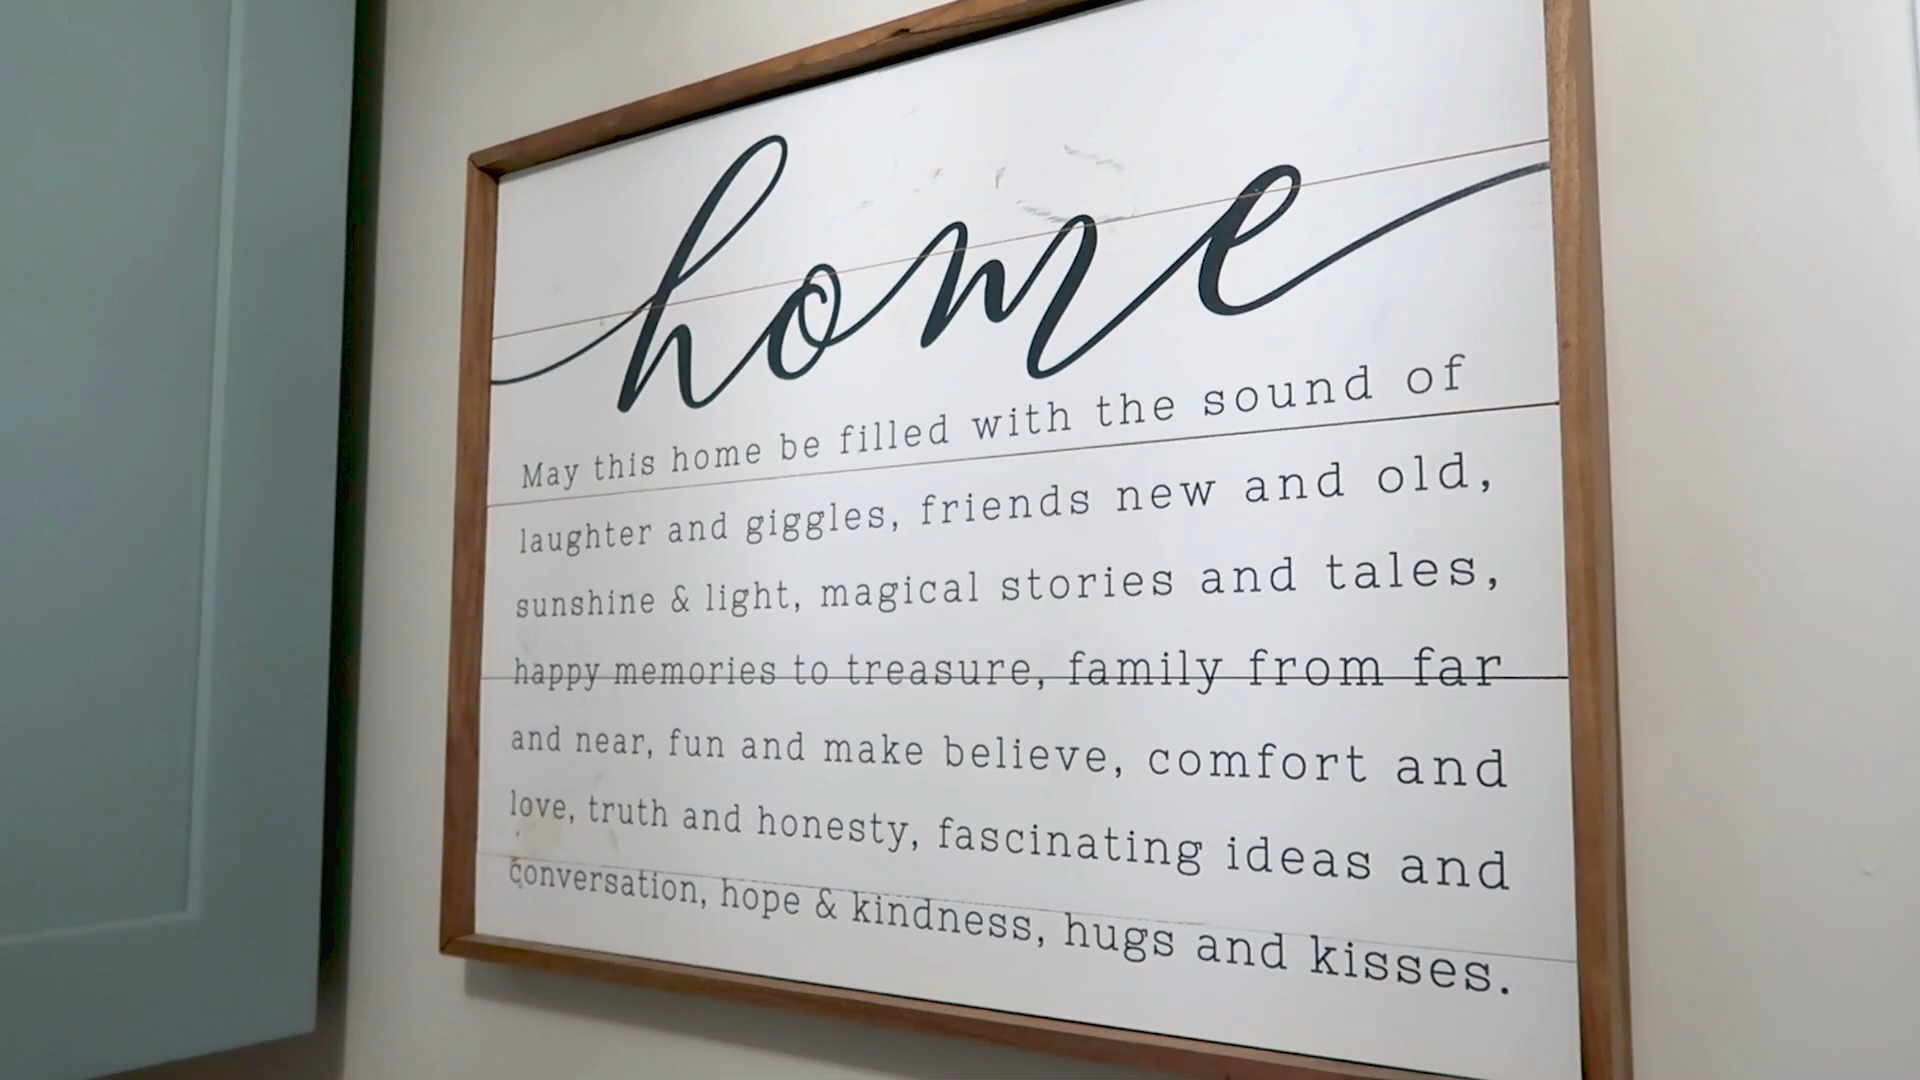 home
May this home be filled with the sound of
laughter and giggles, friends new and old,
sunshine & light, magical stories and tales,
happy memories to treasure, family from far
and near, fun and make believe, comfort and
love, truth and honesty, fascinating ideas and
conversation, hope & kindness, hugs and kisses.